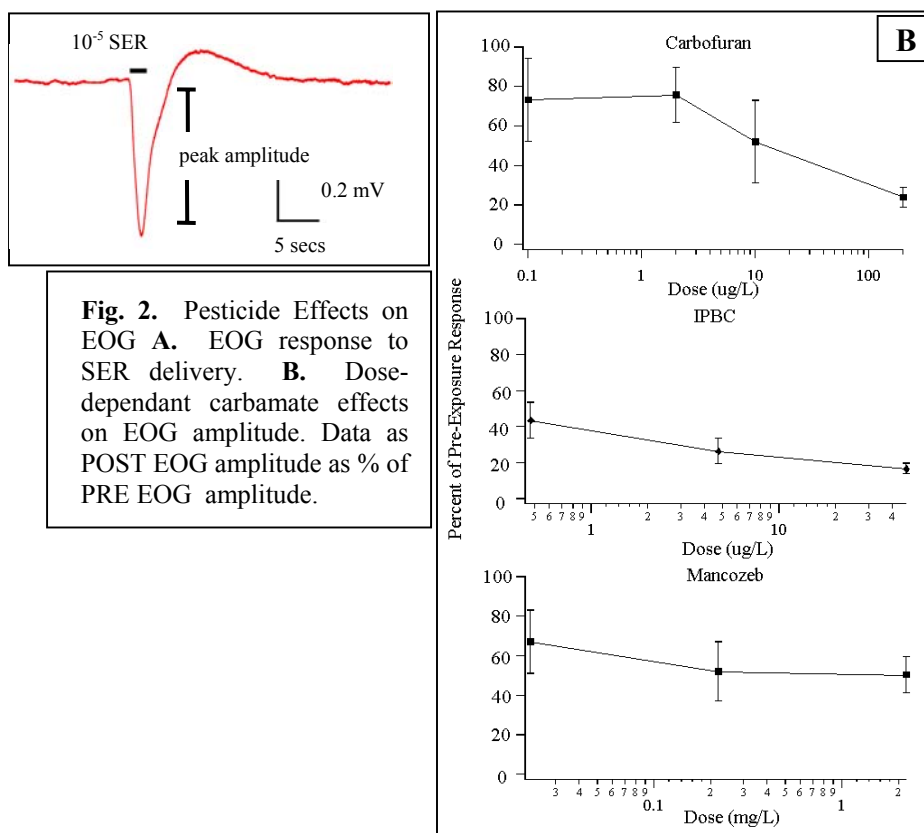 10-5 SER
peak amplitude
0.2 mV
5 secs
Fig. 2. Pesticide Effects on
EOG A. EOG response to
SER delivery. B. Dose-
dependant carbamate effects
on EOG amplitude. Data as
POST EOG amplitude as % of
PRE EOG amplitude.
B
Carbofuran
100
80
60
40
20
0
0.1 1 10 100
Dose (ug/L)
IPBC
Percent of Pre-Exposure Response
100
80
60
40
20
0
5 6 7 8 9 1 2 3 4 5 6 7 8 9 10 2 3 4
Dose (ug/L)
Mancozeb
100
80
60
40
20
0
3 4 5 6 7 8 9 0.1 2 3 4 5 6 7 8 9 1 2
Dose (mg/L)